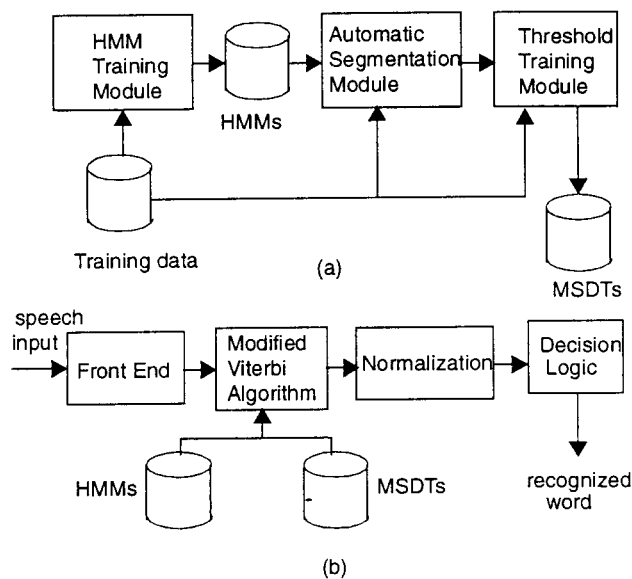 HMM
Training
Module
HMMs
Automatic
Segmentation
Module
Threshold
Training
Module
Training data
(a)
MSDTs
speech
input
Front End
Modified
Viterbi
Algorithm
Normalization
Decision
Logic
HMMs
MSDTs
recognized
word
(b)